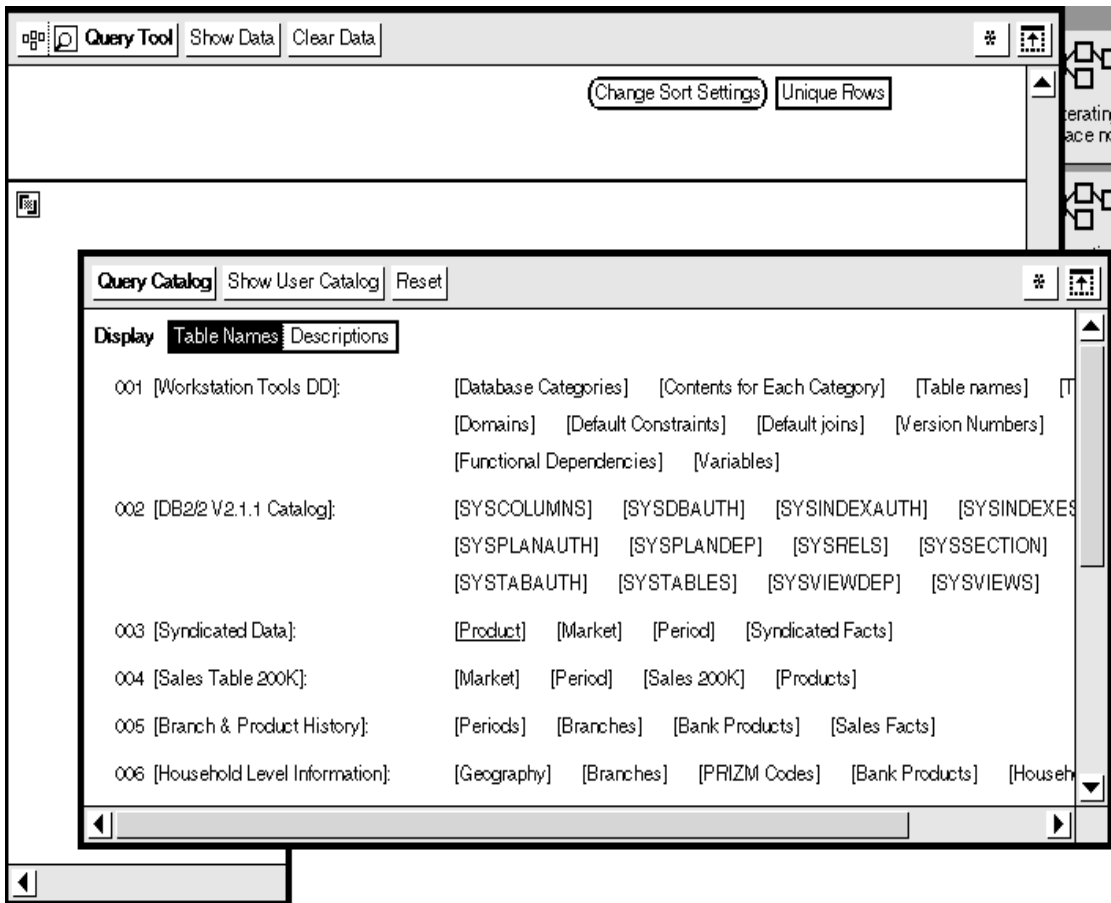 Query Tool Show Data Clear Data *
Change Sort Settings Unique Rows
Query Catalog Show User Catalog Reset *
Display Table Names Descriptions
001 [Workstation Tools DD]: [Database Categories] [Contents for Each Category] [Table names] [T
[Domains] [Default Constraints] [Default joins] [Version Numbers]
[Functional Dependencies] [Variables]
002 [DB2/2 V2.1.1 Catalog]: [SYSCOLUMNS] [SYSDBAUTH] [SYSINDEXAUTH] [SYSINDEXES
[SYSPLANAUTH] [SYSPLANDEP] [SYSRELS] [SYSSECTION]
[SYSTABAUTH] [SYSTABLES] [SYSVIEWDEP] [SYSVIEWS]
003 [Syndicated Data]: [Product] [Market] [Period] [Syndicated Facts]
004 [Sales Table 200K]: [Market] [Period] [Sales 200K] [Products]
005 [Branch & Product History]: [Periods] [Branches] [Bank Products] [Sales Facts]
006 [Household Level Information]: [Geography] [Branches] [PRIZM Codes] [Bank Products] [Househ
teratin
ace n